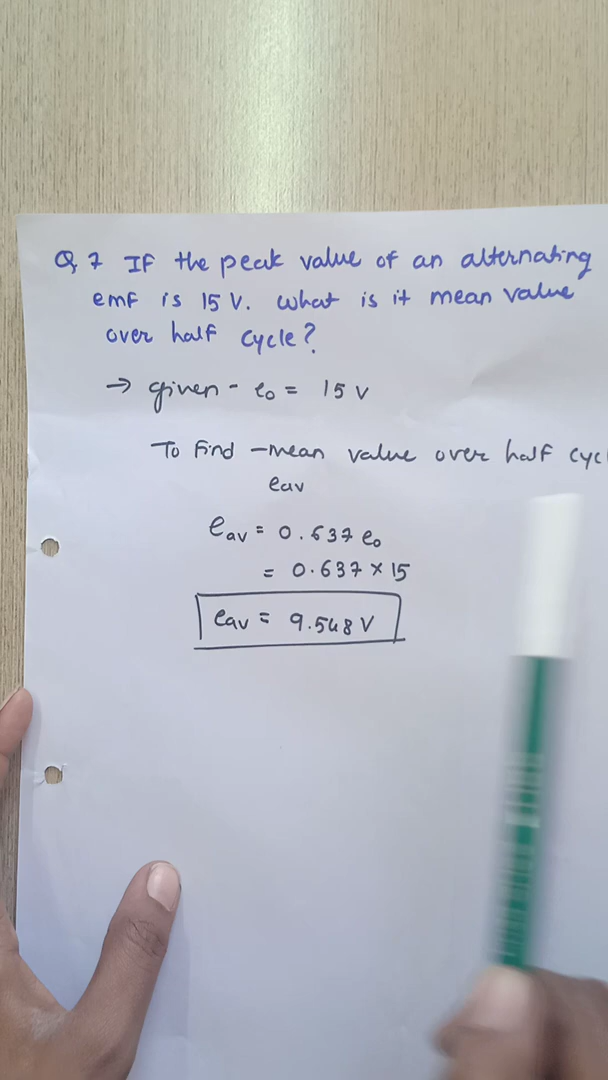 Q7 If the peak value of an alternating
emf is 15 V. what is it mean value
over half cycle?
→ given - e₀ = 15 V
To Find - mean value over half cyc
eav
eav = 0.637 e₀
= 0.637 × 15
eav = 9.548 V